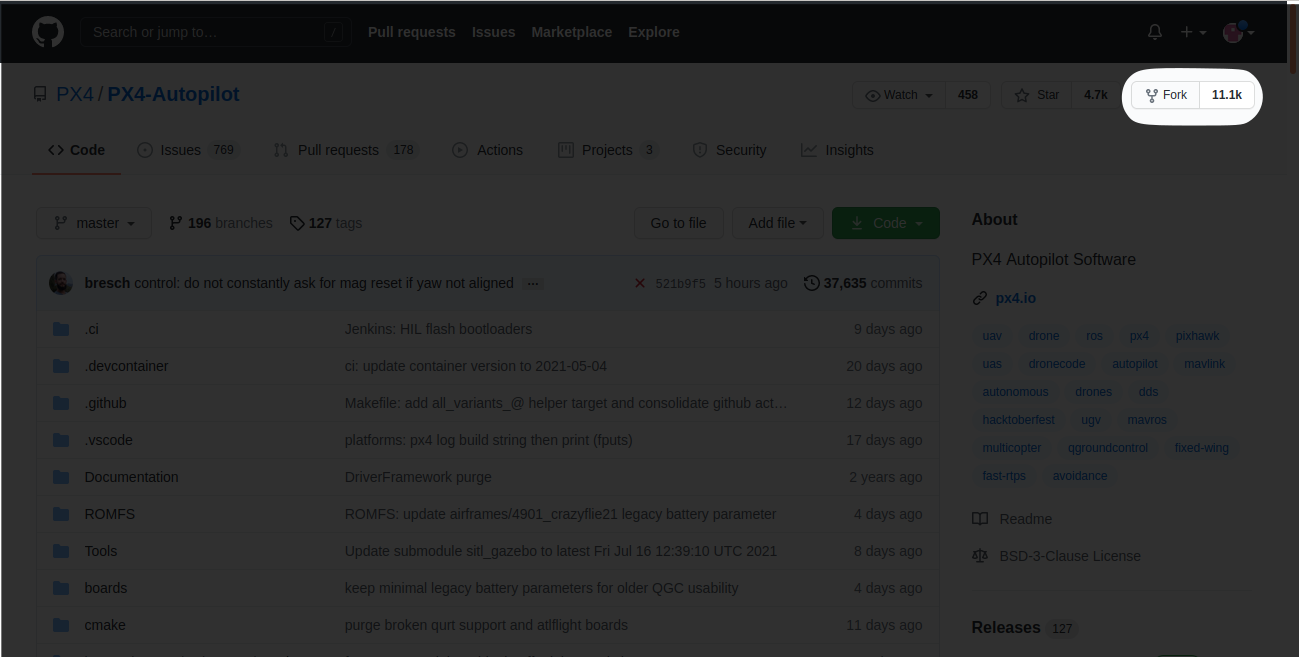 Search or jump to… / Pull requests Issues Marketplace Explore
PX4 / PX4-Autopilot Watch 458 Star 4.7k Fork 11.1k
Code Issues 769 Pull requests 178 Actions Projects 3 Security Insights
master 196 branches 127 tags Go to file Add file Code
About
PX4 Autopilot Software
px4.io
uav drone ros px4 pixhawk
uas dronecode autopilot mavlink
autonomous drones dds
hacktoberfest ugv mavros
multicopter qgroundcontrol fixed-wing
fast-rtps avoidance
Readme
BSD-3-Clause License
Releases 127
bresch control: do not constantly ask for mag reset if yaw not aligned ... 521b9f5 5 hours ago 37,635 commits
.ci Jenkins: HIL flash bootloaders 9 days ago
.devcontainer ci: update container version to 2021-05-04 20 days ago
.github Makefile: add all_variants_@ helper target and consolidate github act… 12 days ago
.vscode platforms: px4 log build string then print (fputs) 17 days ago
Documentation DriverFramework purge 2 years ago
ROMFS ROMFS: update airframes/4901_crazyflie21 legacy battery parameter 4 days ago
Tools Update submodule sitl_gazebo to latest Fri Jul 16 12:39:10 UTC 2021 8 days ago
boards keep minimal legacy battery parameters for older QGC usability 4 days ago
cmake purge broken qurt support and atlflight boards 11 days ago